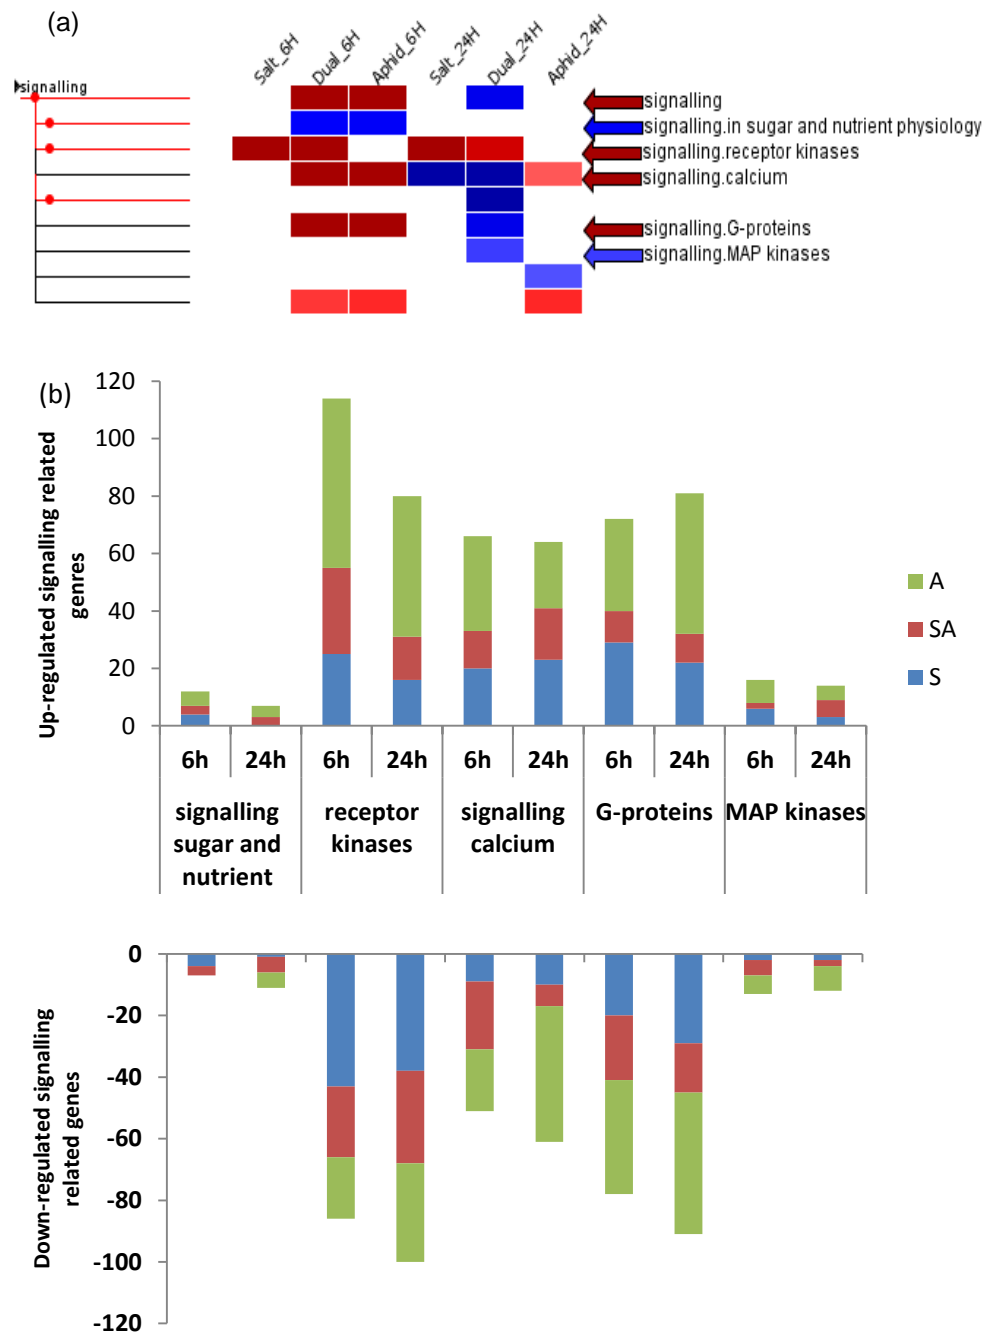 (a)
Salt_6H Dual_6H Aphid_6H Salt_24H Dual_24H Aphid_24H
signalling
signalling
signalling.in sugar and nutrient physiology
signalling.receptor kinases
signalling.calcium
signalling.G-proteins
signalling.MAP kinases
(b)
Up-regulated signalling related
genres
120
100
80
60
40
20
0
A
SA
S
6h 24h 6h 24h 6h 24h 6h 24h 6h 24h
signalling
sugar and
nutrient
receptor
kinases
signalling
calcium
G-proteins
MAP kinases
Down-regulated signalling
related genes
0
-20
-40
-60
-80
-100
-120